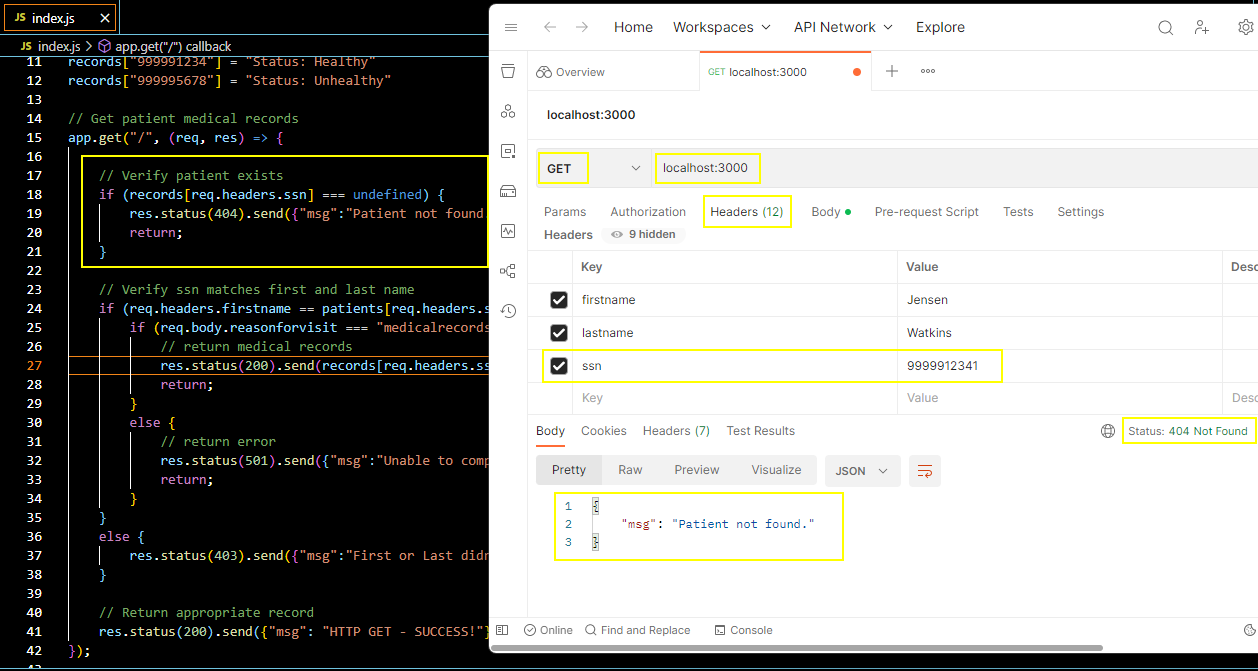 JS index.js ×
JS index.js > app.get("/") callback
11 records["999991234"] = "Status: Healthy"
12 records["999995678"] = "Status: Unhealthy"
13
14 // Get patient medical records
15 app.get("/", (req, res) => {
16
17 // Verify patient exists
18 if (records[req.headers.ssn] === undefined) {
19 res.status(404).send({"msg":"Patient not found.
20 return;
21 }
22
23 // Verify ssn matches first and last name
24 if (req.headers.firstname == patients[req.headers.s
25 if (req.body.reasonforvisit === "medicalrecords
26 // return medical records
27 res.status(200).send(records[req.headers.ss
28 return;
29 }
30 else {
31 // return error
32 res.status(501).send({"msg":"Unable to comp
33 return;
34 }
35 }
36 else {
37 res.status(403).send({"msg":"First or Last didn
38 }
39
40 // Return appropriate record
41 res.status(200).send({"msg": "HTTP GET - SUCCESS!"}
42 });
43
Home Workspaces API Network Explore
Overview GET localhost:3000
localhost:3000
GET localhost:3000
Params Authorization Headers (12) Body Pre-request Script Tests Settings
Headers 9 hidden
Key Value Desc
firstname Jensen
lastname Watkins
ssn 9999912341
Key Value Desc
Body Cookies Headers (7) Test Results Status: 404 Not Found
Pretty Raw Preview Visualize JSON
1 {
2 "msg": "Patient not found."
3 }
Online Find and Replace Console